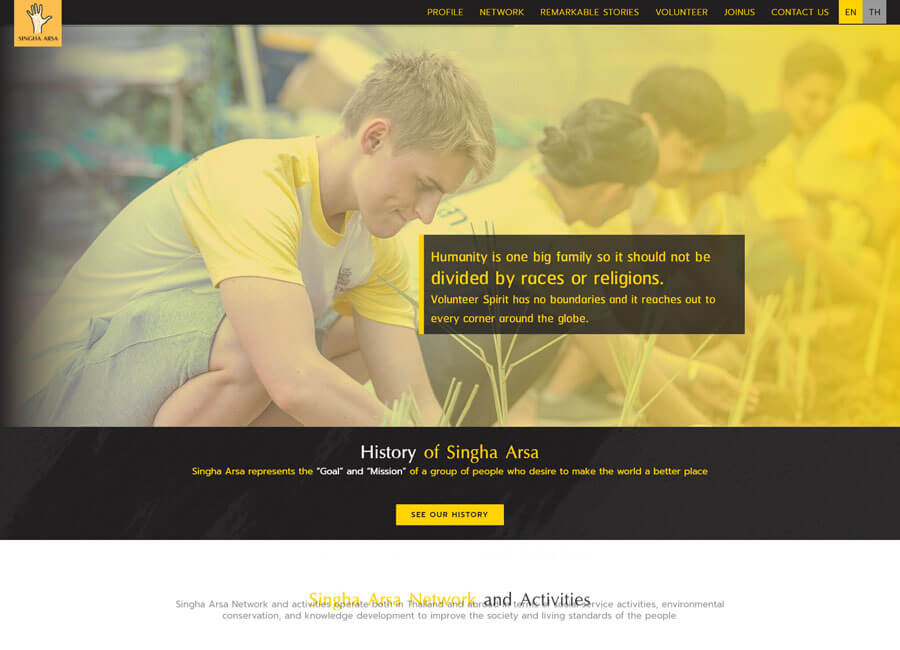 SINGHA ARSA
PROFILE NETWORK REMARKABLE STORIES VOLUNTEER JOINUS CONTACT US EN TH
Humanity is one big family so it should not be
divided by races or religions.
Volunteer Spirit has no boundaries and it reaches out to
every corner around the globe.
History of Singha Arsa
Singha Arsa represents the "Goal" and "Mission" of a group of people who desire to make the world a better place
SEE OUR HISTORY
Singha Arsa Network and Activities
Singha Arsa Network and activities operate both in Thailand and abroad in terms of social service activities, environmental
conservation, and knowledge development to improve the society and living standards of the people